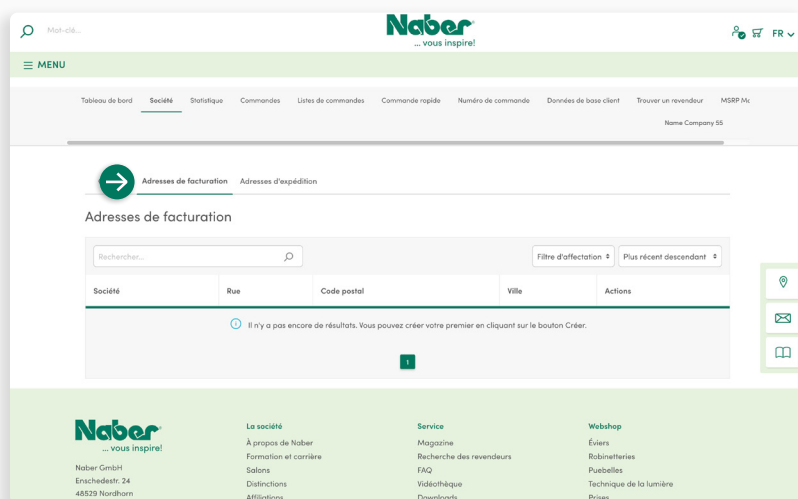 Mot-clé...
Naber
... vous inspire!
FR
MENU
Tableau de bord Société Statistique Commandes Listes de commandes Commande rapide Numéro de commande Données de base client Trouver un revendeur MSRP
Name Company 55
Adresses de facturation Adresses d'expédition
Adresses de facturation
Rechercher... Filtre d'affectation Plus récent descendant
Société Rue Code postal Ville Actions
Il n'y a pas encore de résultats. Vous pouvez créer votre premier en cliquant sur le bouton Créer.
1
Naber
... vous inspire!
Naber GmbH
Enschedestr. 24
48529 Nordhorn
La société
À propos de Naber
Formation et carrière
Salons
Distinctions
Affiliations
Service
Magazine
Recherche des revendeurs
FAQ
Vidéothèque
Downloads
Webshop
Éviers
Robinetteries
Puebelles
Technique de la lumière
Prises